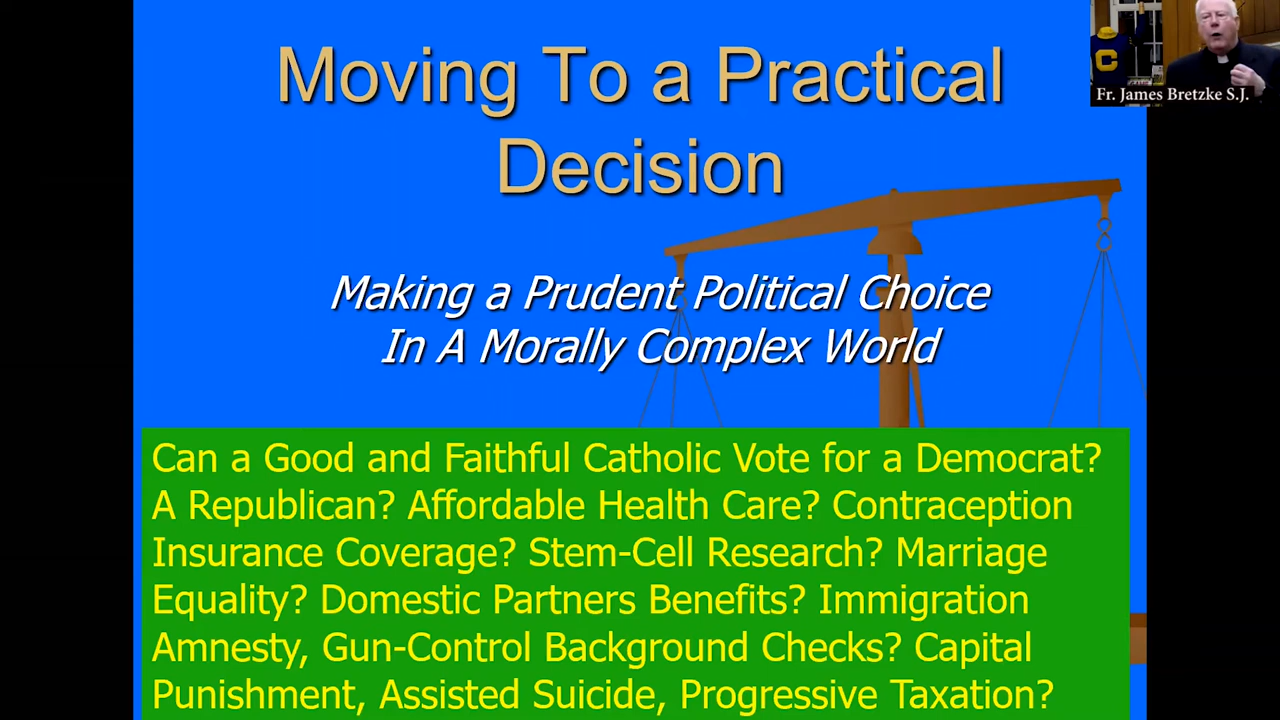 Moving To a Practical
Decision
C
Fr. James Bretzke S.J.
Making a Prudent Political Choice
In A Morally Complex World
Can a Good and Faithful Catholic Vote for a Democrat?
A Republican? Affordable Health Care? Contraception
Insurance Coverage? Stem-Cell Research? Marriage
Equality? Domestic Partners Benefits? Immigration
Amnesty, Gun-Control Background Checks? Capital
Punishment, Assisted Suicide, Progressive Taxation?